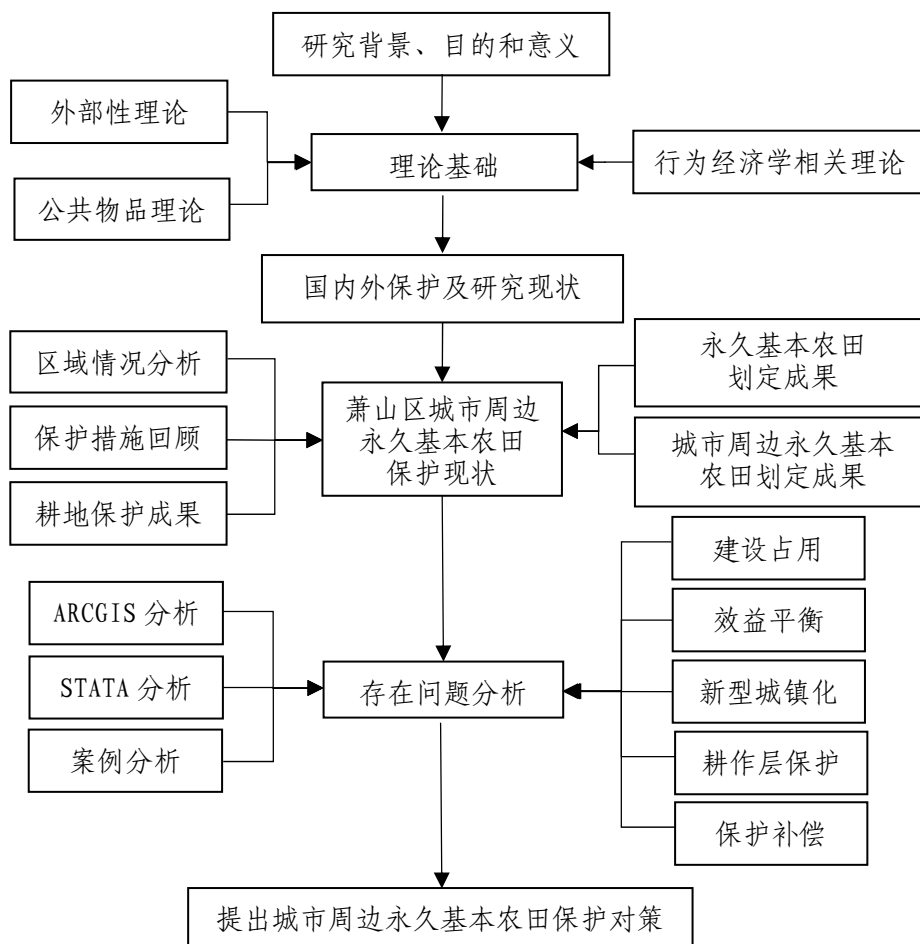 研究背景、目的和意义
外部性理论
理论基础
行为经济学相关理论
公共物品理论
国内外保护及研究现状
区域情况分析
保护措施回顾
耕地保护成果
萧山区城市周边
永久基本农田
保护现状
永久基本农田
划定成果
城市周边永久基本
农田划定成果
ARCGIS 分析
STATA 分析
案例分析
存在问题分析
建设占用
效益平衡
新型城镇化
耕作层保护
保护补偿
提出城市周边永久基本农田保护对策